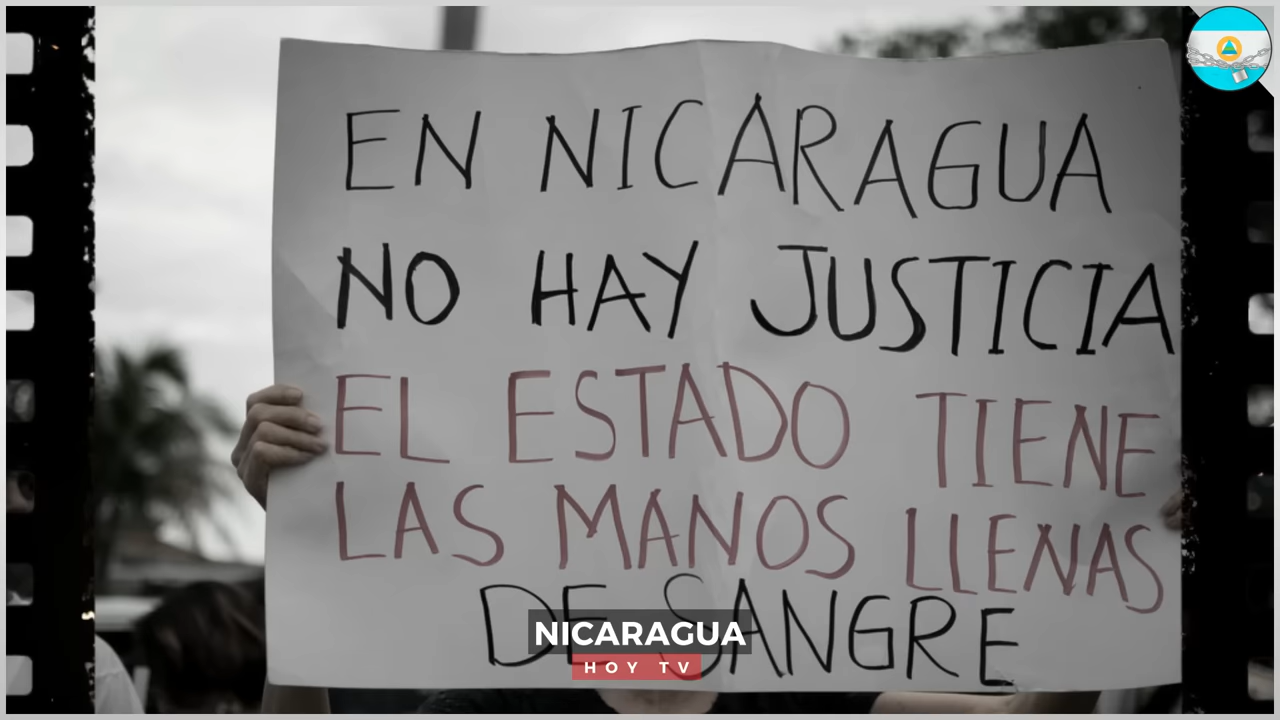 EN NICARAGUA
NO HAY JUSTICIA
EL ESTADO TIENE
LAS MANOS LLENAS
DE SANGRE
NICARAGUA
HOY TV